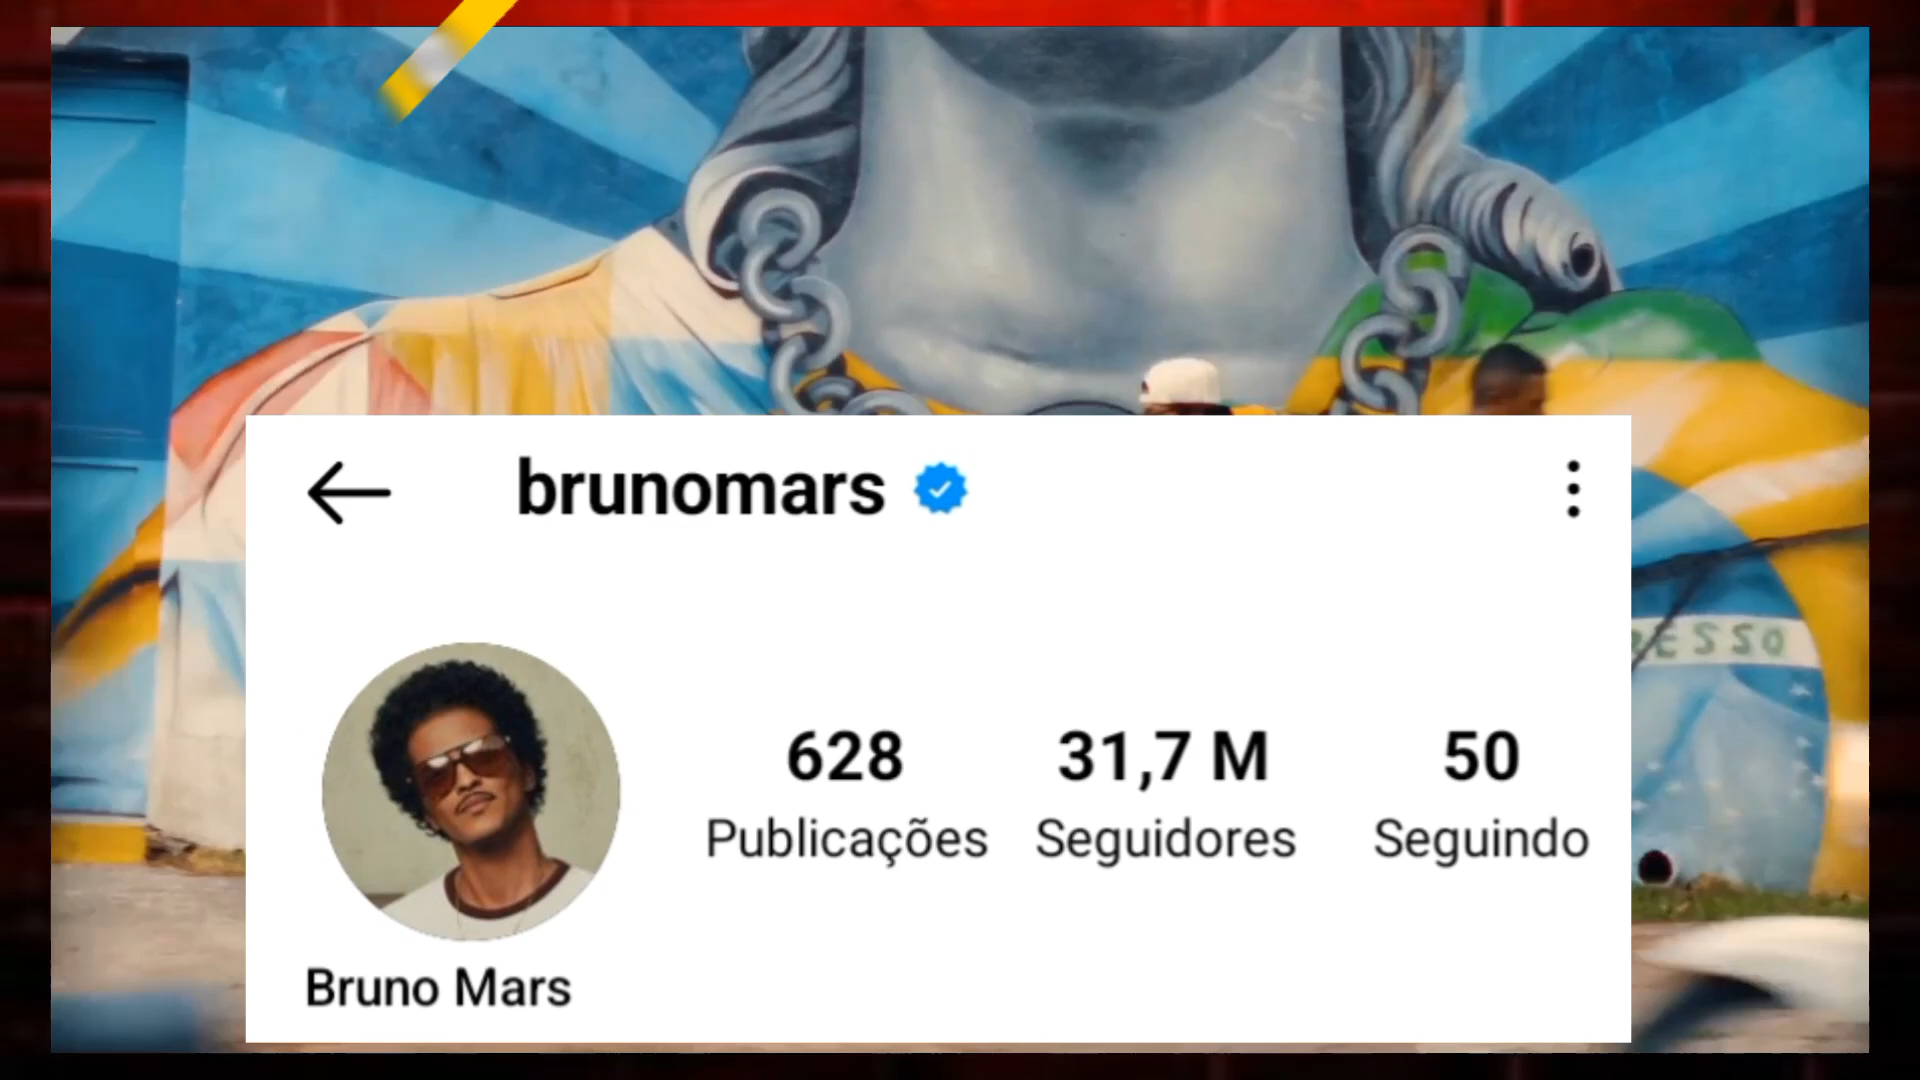 brunomars
628
31,7 M
50
Publicações
Seguidores
Seguindo
Bruno Mars